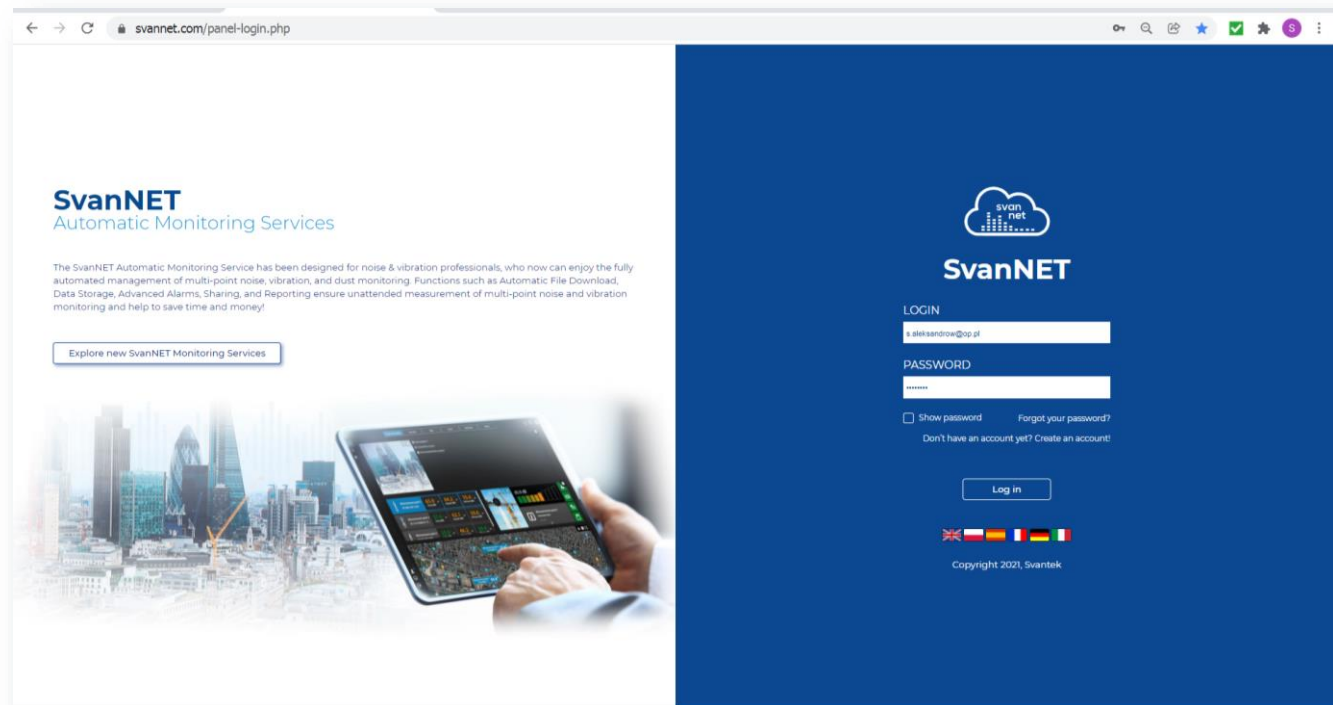 svannet.com/panel-login.php
S
SvanNET
Automatic Monitoring Services
The SvanNET Automatic Monitoring Service has been designed for noise & vibration professionals, who now can enjoy the fully
automated management of multi-point noise, vibration, and dust monitoring. Functions such as Automatic File Download,
Data Storage, Advanced Alarms, Sharing, and Reporting ensure unattended measurement of multi-point noise and vibration
monitoring and help to save time and money!
Explore new SvanNET Monitoring Services
svan
net
SvanNET
LOGIN
s.aleksandrow@op.pl
PASSWORD
••••••••
Show password
Forgot your password?
Don't have an account yet? Create an account!
Log in
Copyright 2021, Svantek